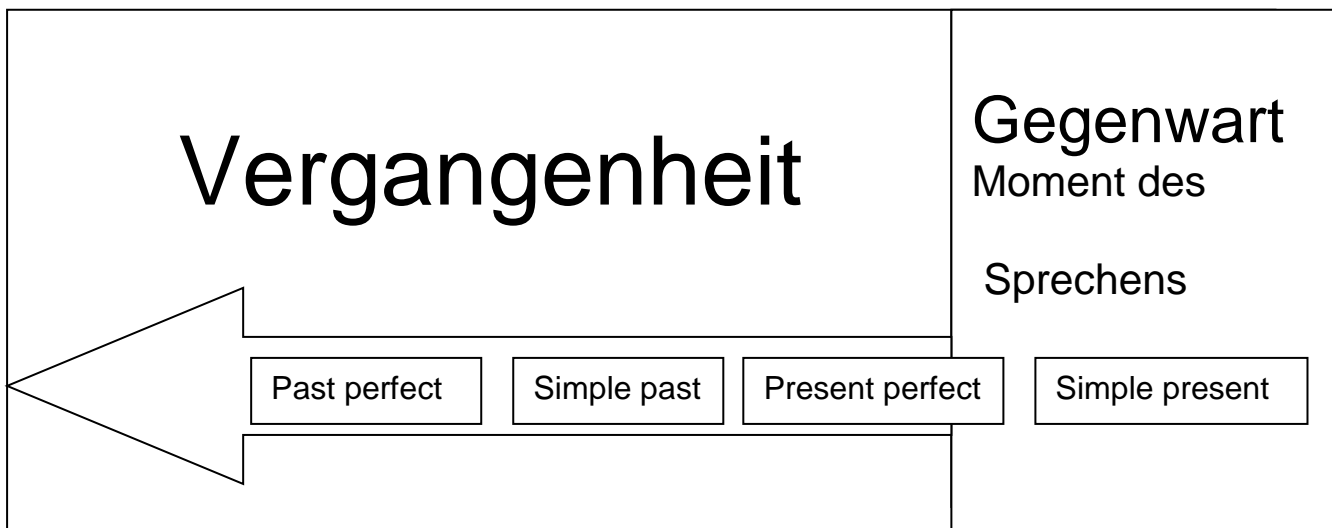 Vergangenheit
Gegenwart
Moment des
Sprechens
Past perfect
Simple past
Present perfect
Simple present